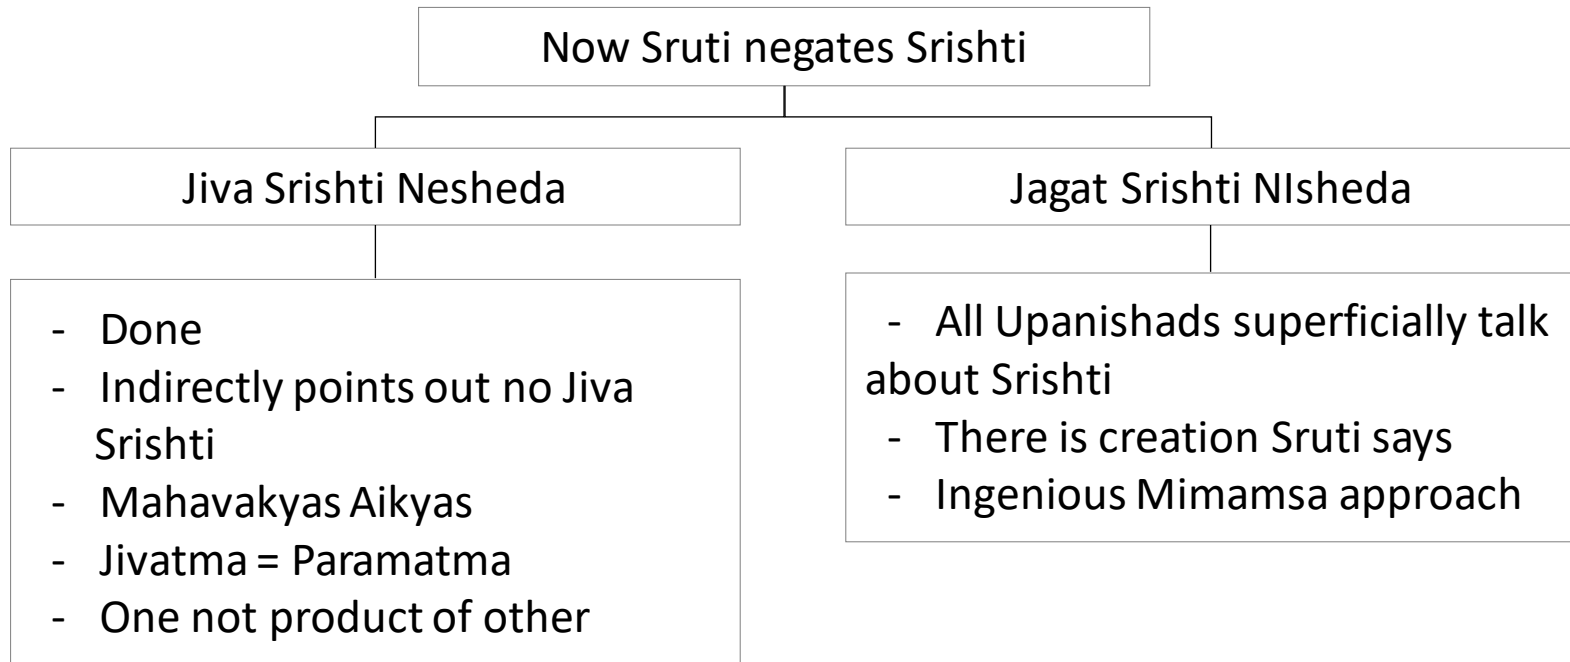 Now Sruti negates Srishti
Jiva Srishti Nesheda
Jagat Srishti NIsheda
- Done
- Indirectly points out no Jiva
Srishti
- Mahavakyas Aikyas
- Jivatma = Paramatma
- One not product of other
- All Upanishads superficially talk
about Srishti
- There is creation Sruti says
- Ingenious Mimamsa approach